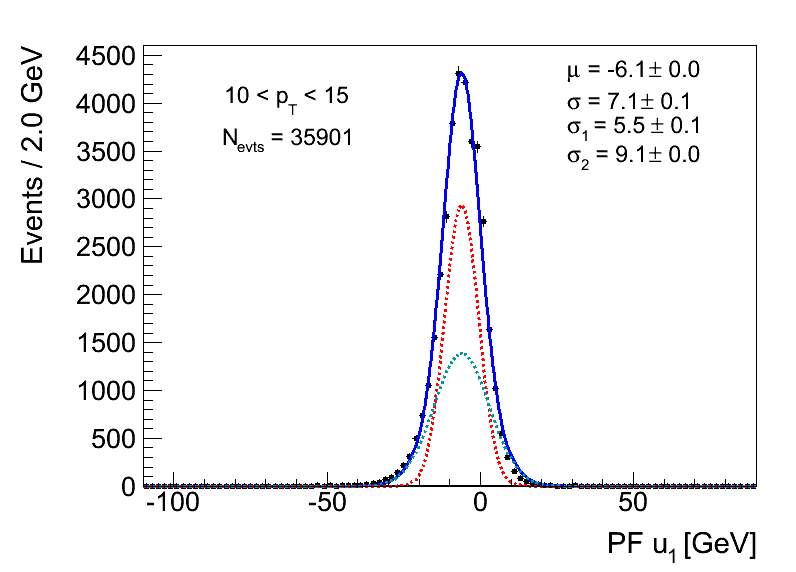 4500
4000
3500
3000
2500
2000
1500
1000
500
0
Events / 2.0 GeV
10 < p_T < 15
N_evts = 35901
μ = -6.1± 0.0
σ = 7.1± 0.1
σ_1 = 5.5 ± 0.1
σ_2 = 9.1± 0.0
-100 -50 0 50
PF u_1 [GeV]